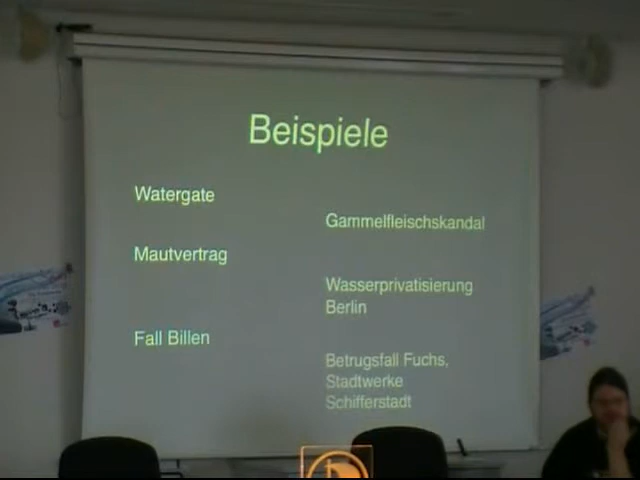 Beispiele
Watergate
Gammelfleischskandal
Mautvertrag
Wasserprivatisierung
Berlin
Fall Billen
Betrugsfall Fuchs,
Stadtwerke
Schifferstadt